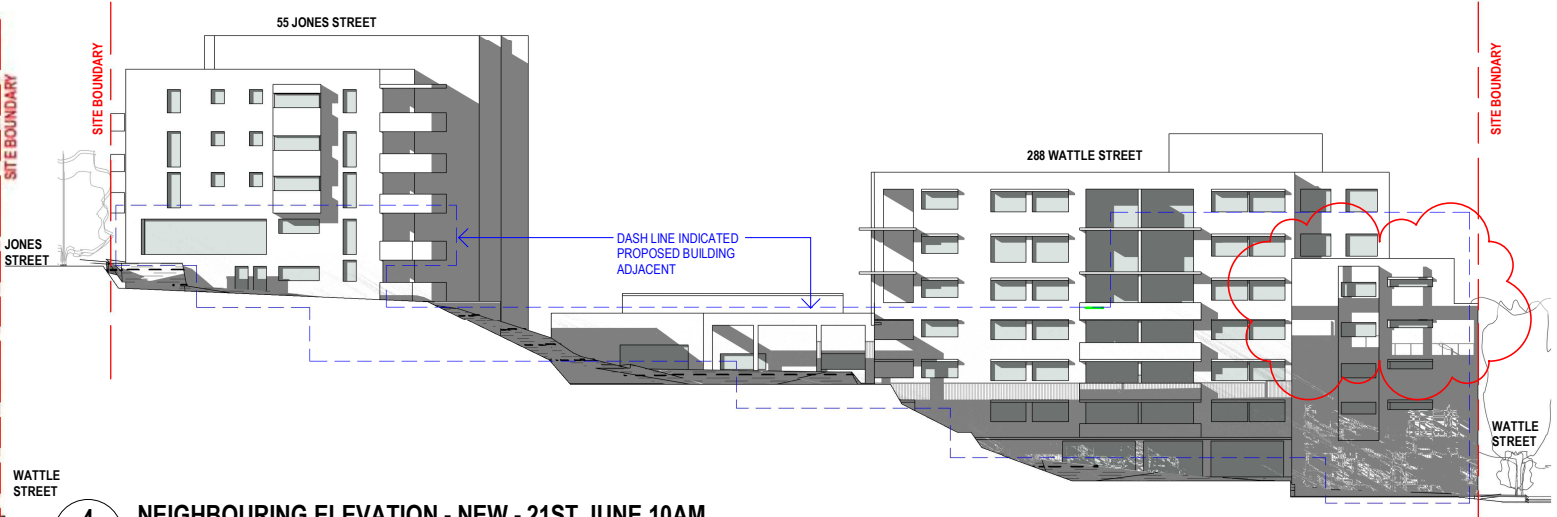 55 JONES STREET
SITE BOUNDARY
SITE BOUNDARY
SITE BOUNDARY
288 WATTLE STREET
JONES
STREET
DASH LINE INDICATED
PROPOSED BUILDING
ADJACENT
WATTLE
STREET
WATTLE
STREET
4
NEIGHBOURING ELEVATION - NEW - 21ST JUNE 10AM